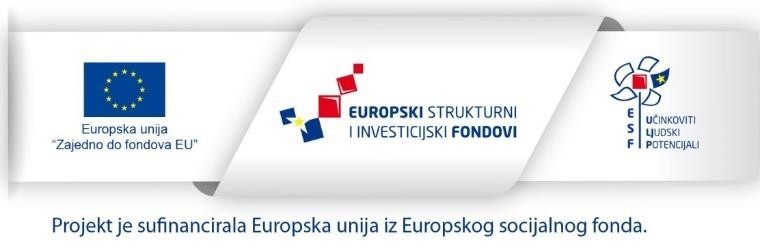 Europska unija
“Zajedno do fondova EU”
EUROPSKI STRUKTURNI
I INVESTICIJSKI FONDOVI
E S F
UČINKOVITI
LJUDSKI
POTENCIJALI
Projekt je sufinancirala Europska unija iz Europskog socijalnog fonda.